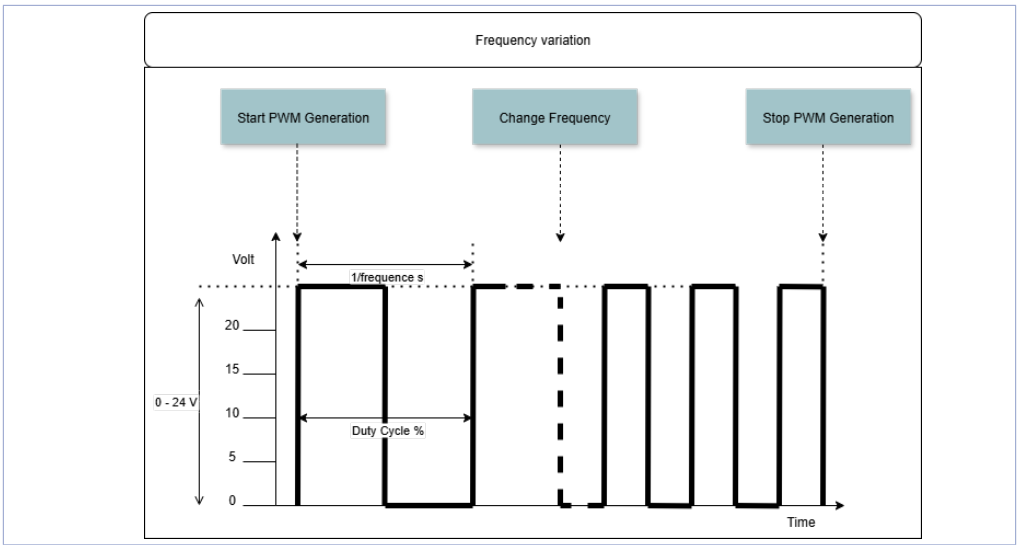 Frequency variation
Start PWM Generation
Change Frequency
Stop PWM Generation
Volt
1/frequence s
20
15
0 - 24 V
10
Duty Cycle %
5
0
Time